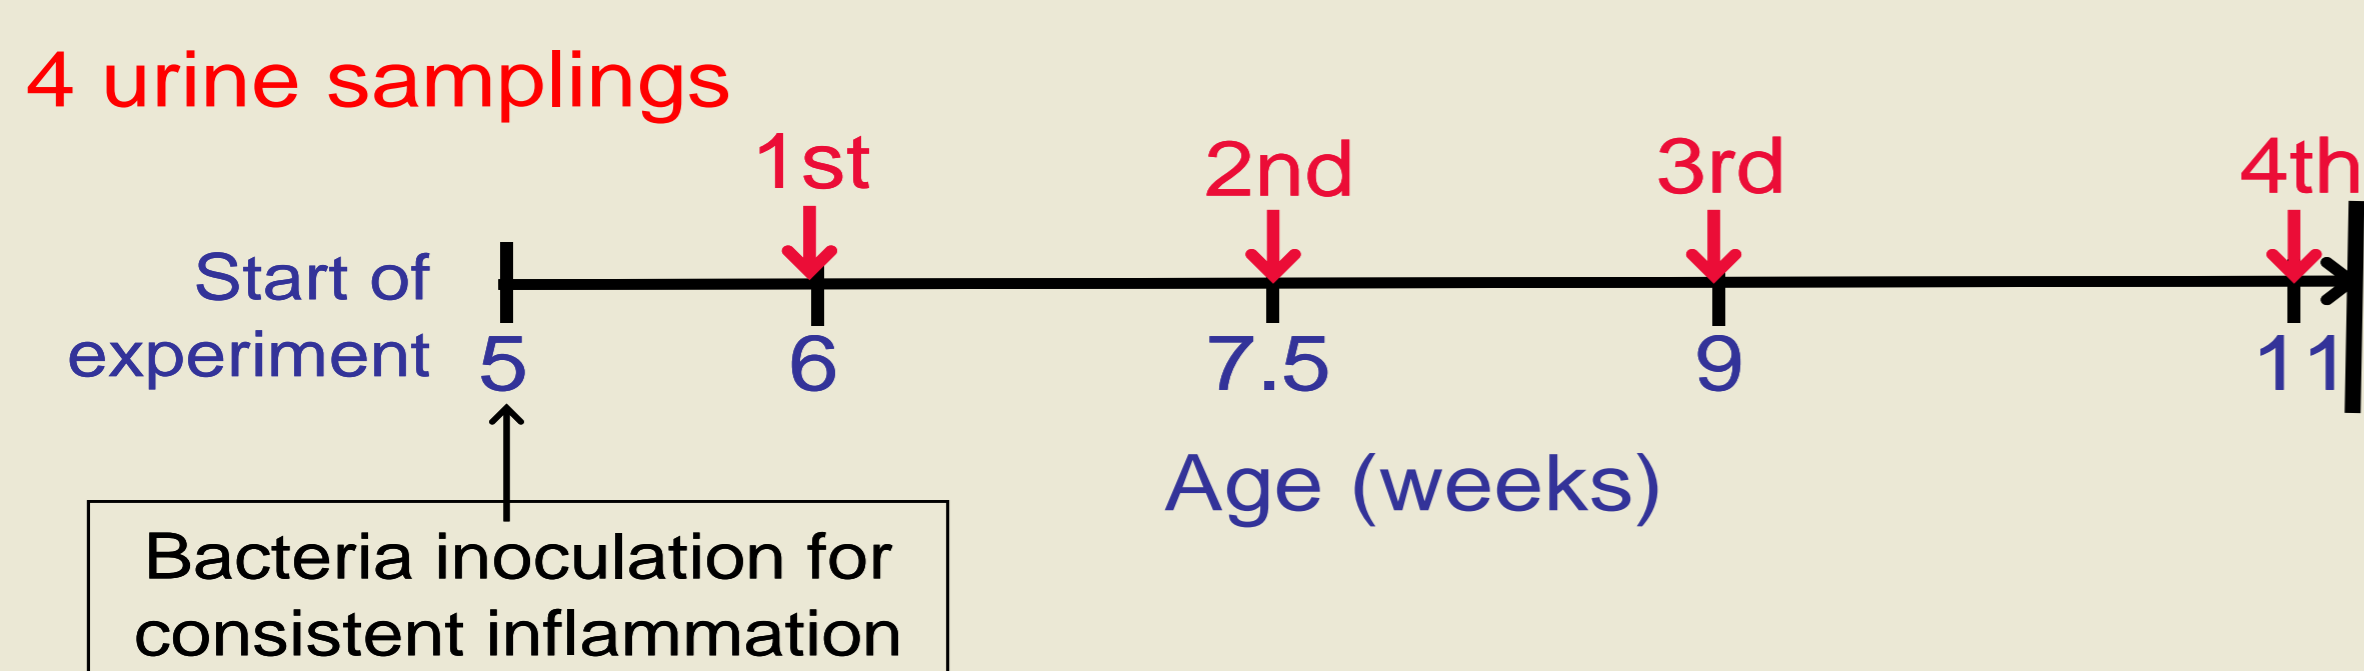 4 urine samplings
1st 2nd 3rd 4th
Start of
experiment 5 6 7.5 9 11
Age (weeks)
Bacteria inoculation for
consistent inflammation